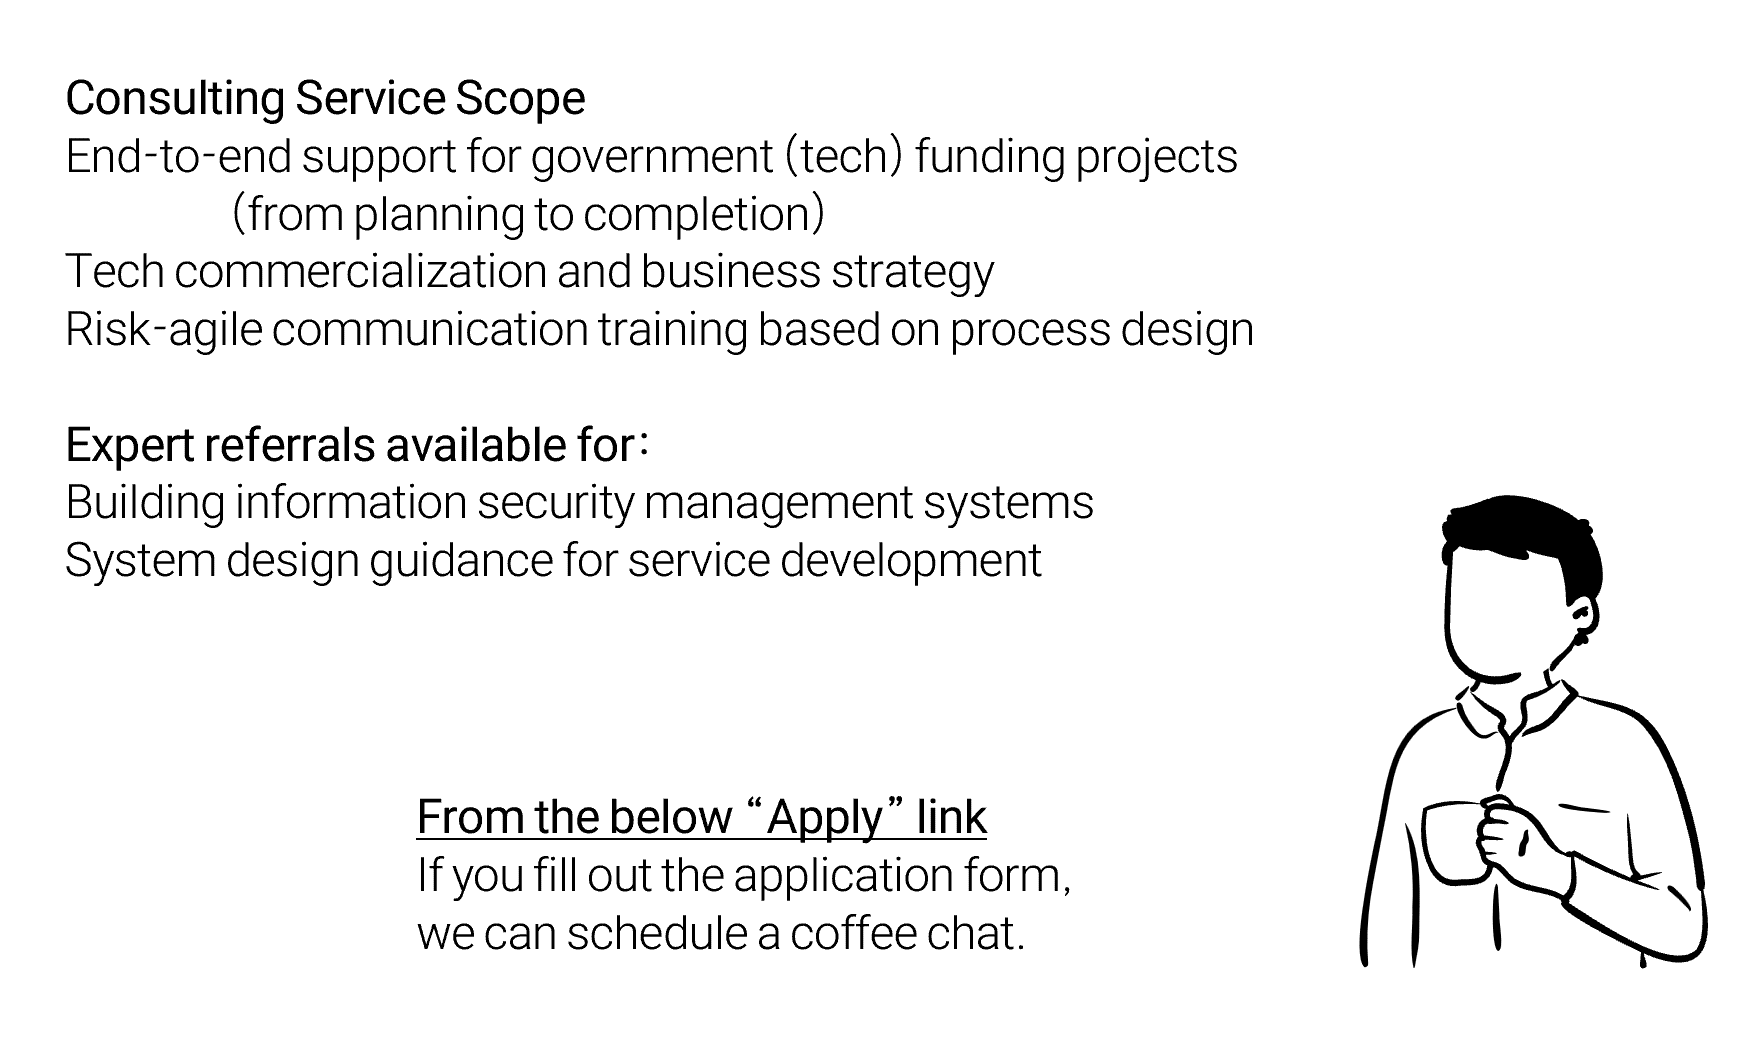 Consulting Service Scope
End-to-end support for government (tech) funding projects
(from planning to completion)
Tech commercialization and business strategy
Risk-agile communication training based on process design
Expert referrals available for:
Building information security management systems
System design guidance for service development
From the below “Apply” link
If you fill out the application form,
we can schedule a coffee chat.